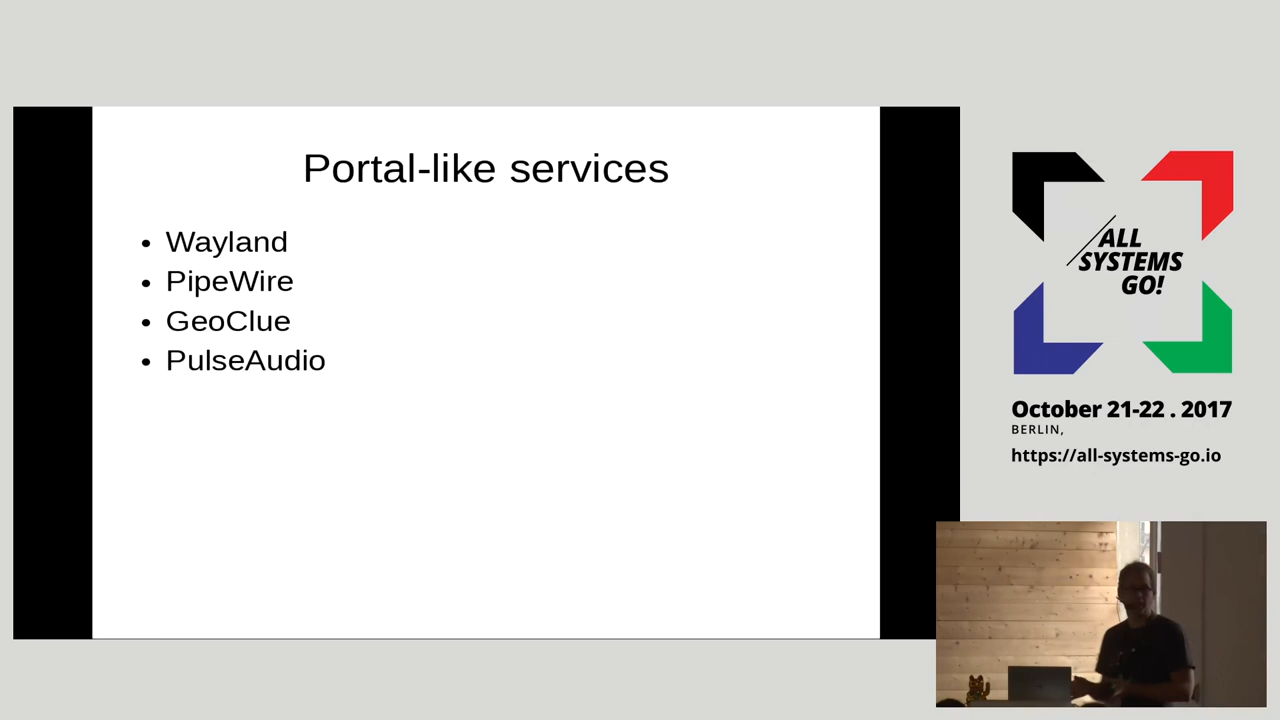 Portal-like services
• Wayland
• PipeWire
• GeoClue
• PulseAudio
ALL
SYSTEMS
GO!
October 21-22 . 2017
BERLIN,
https://all-systems-go.io